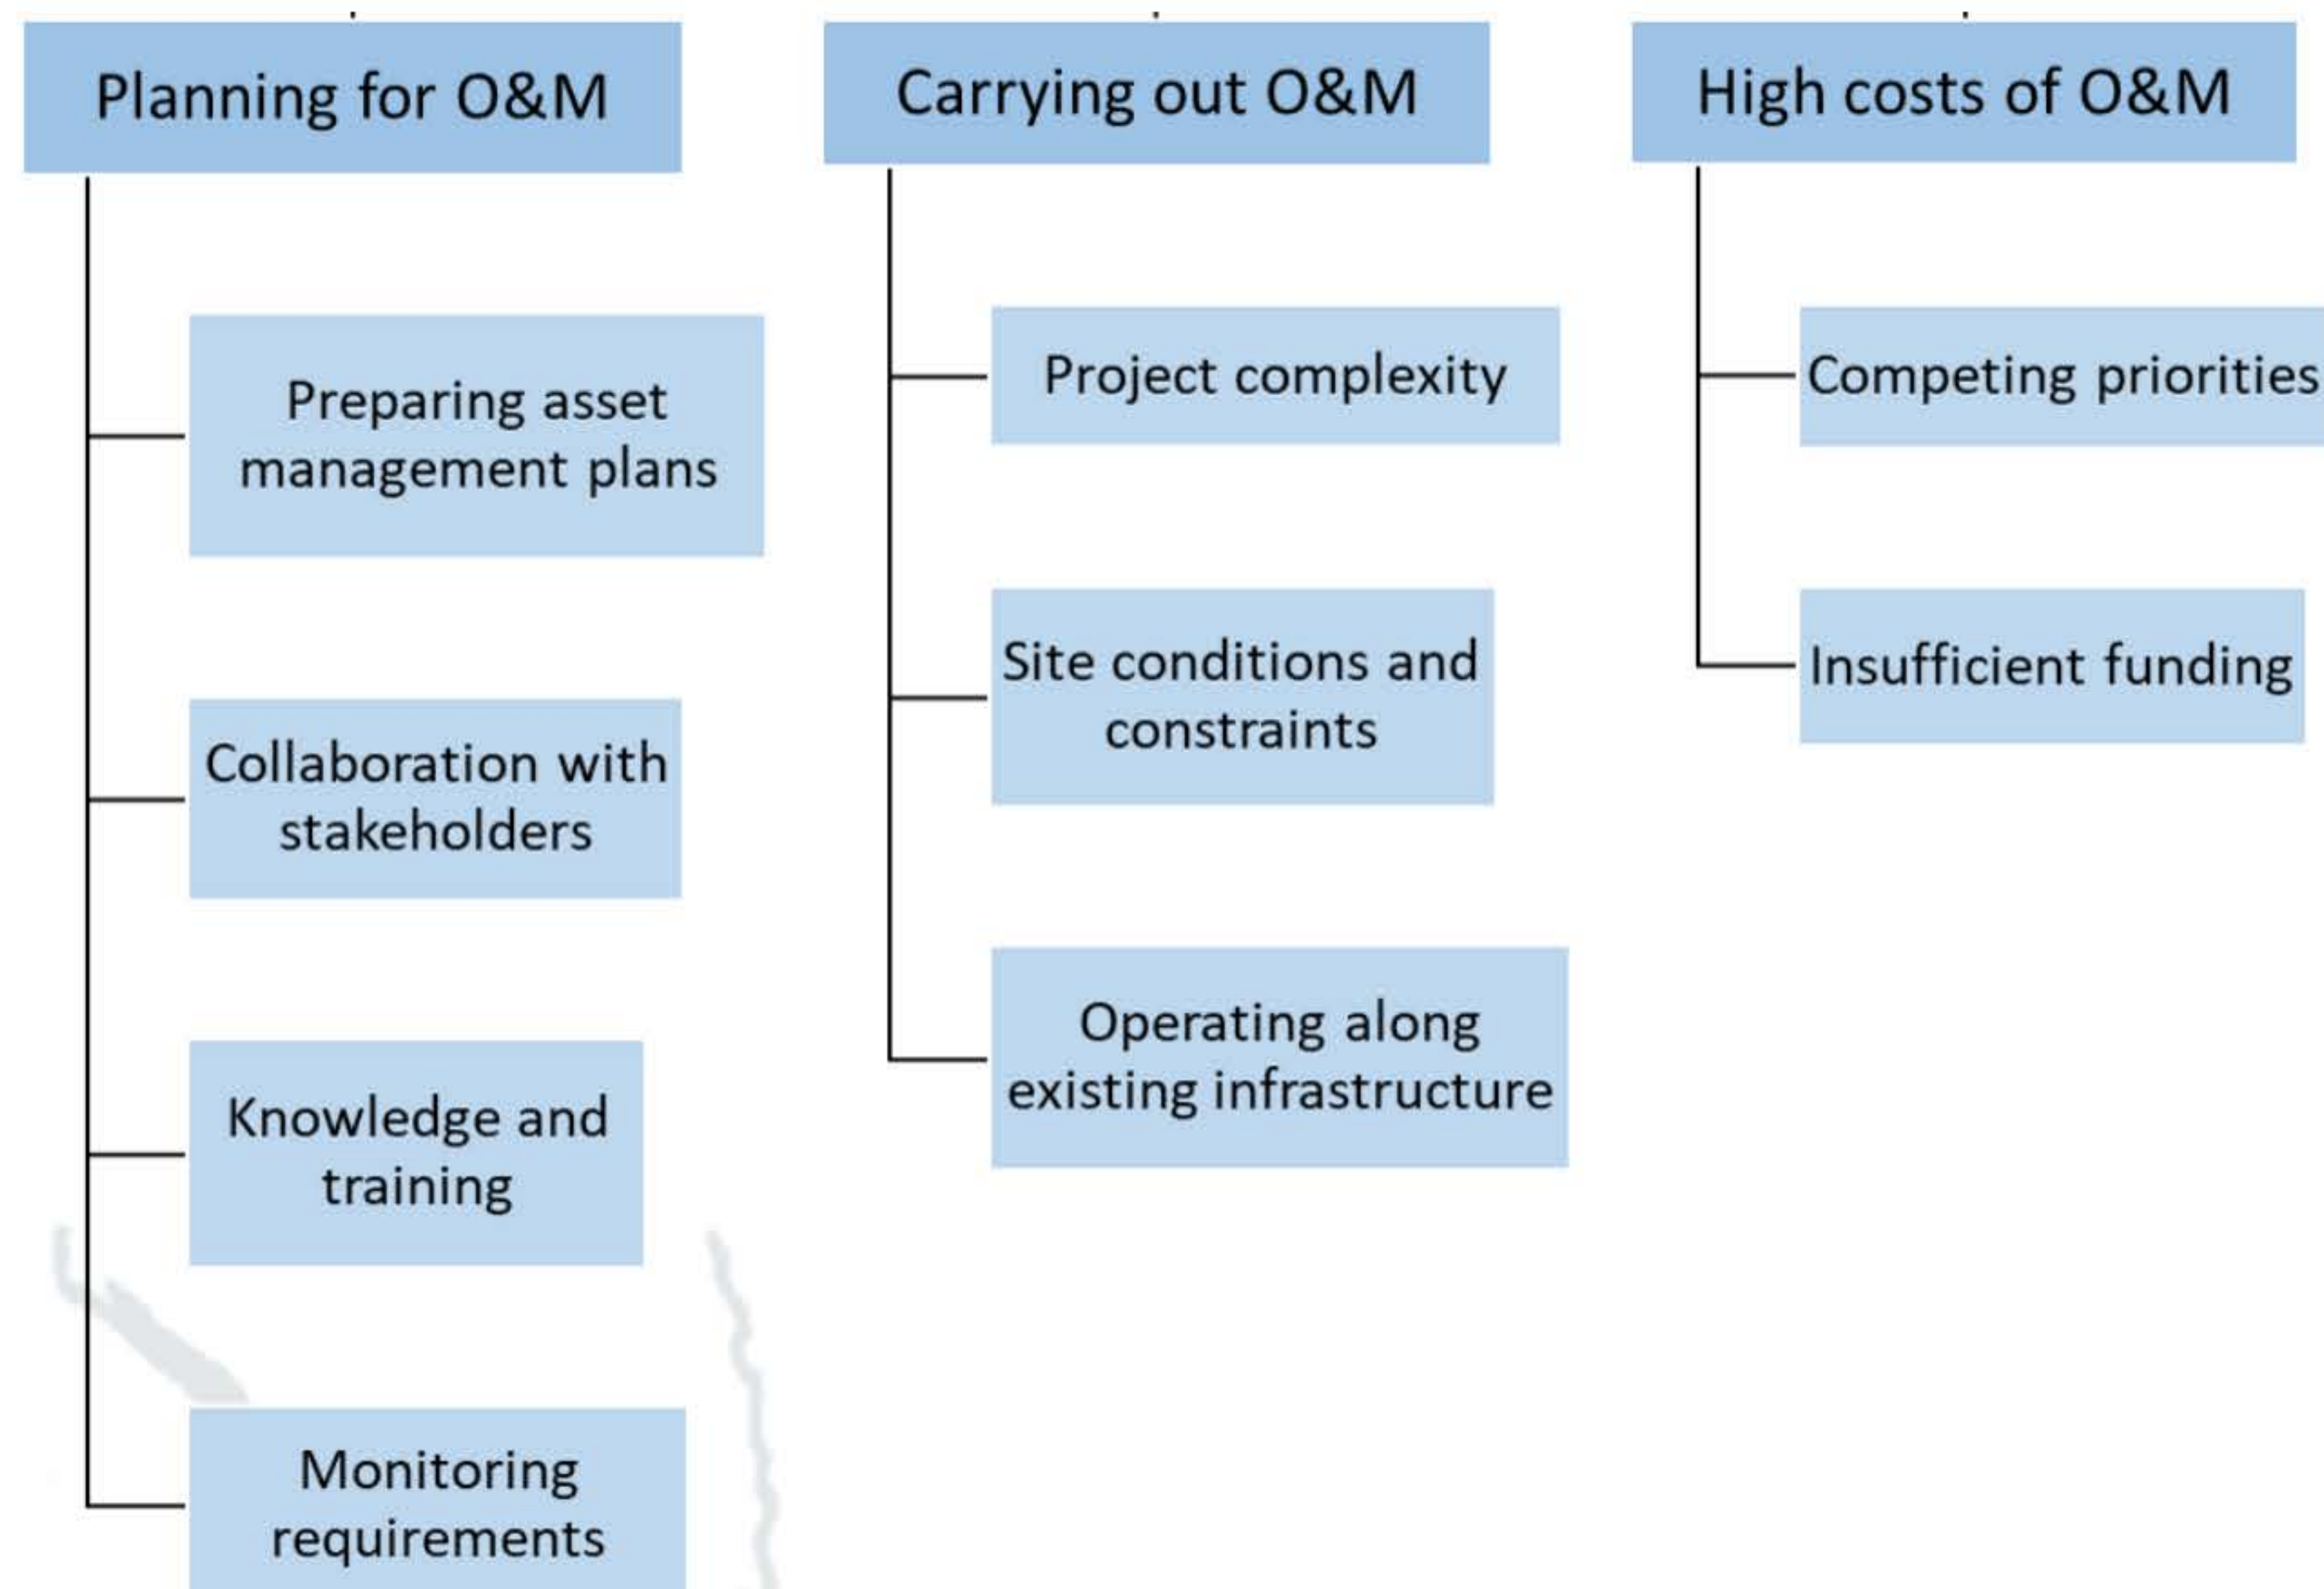 Planning for O&M
Preparing asset
management plans
Collaboration with
stakeholders
Knowledge and
training
Monitoring
requirements
Carrying out O&M
Project complexity
Site conditions and
constraints
Operating along
existing infrastructure
High costs of O&M
Competing priorities
Insufficient funding